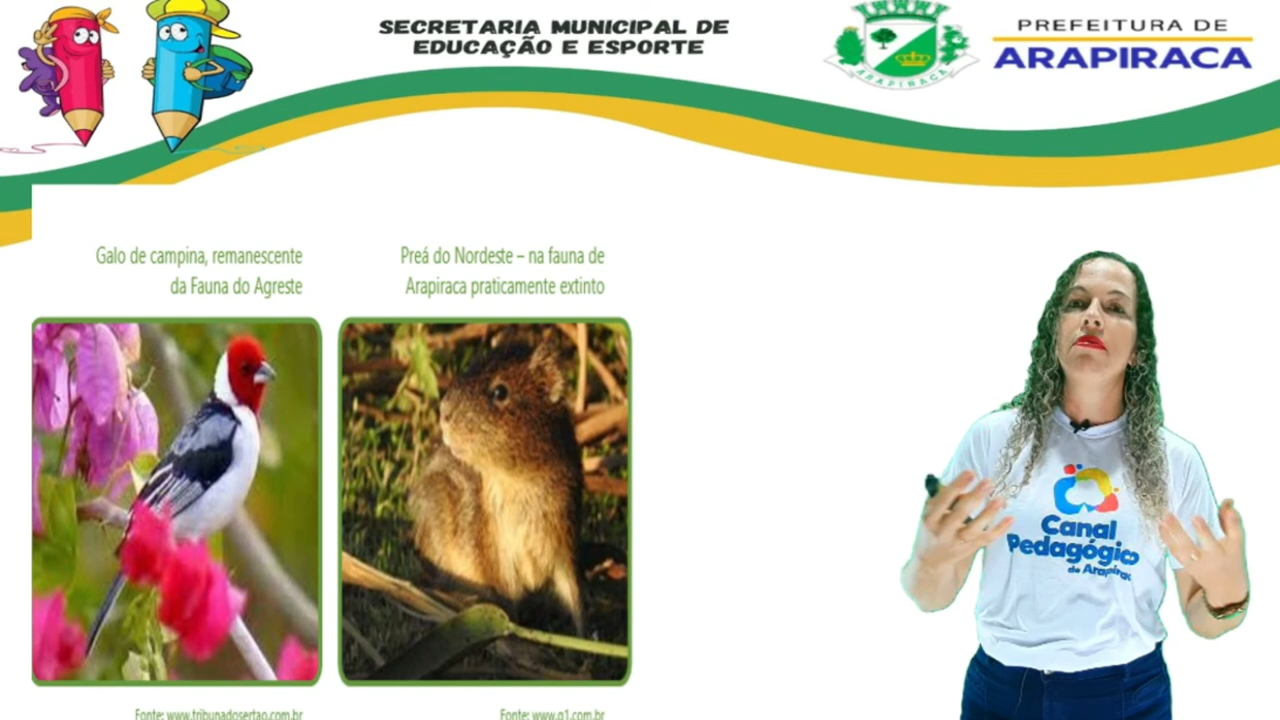 SECRETARIA MUNICIPAL DE
EDUCAÇÃO E ESPORTE
ARAPIRACA
PREFEITURA DE
ARAPIRACA
Galo de campina, remanescente
da Fauna do Agreste
Preá do Nordeste – na fauna de
Arapiraca praticamente extinto
Canal
Pedagógico
de Arapirac
Fonte: www.tribunadosertao.com.br
Fonte: www.g1.com.br